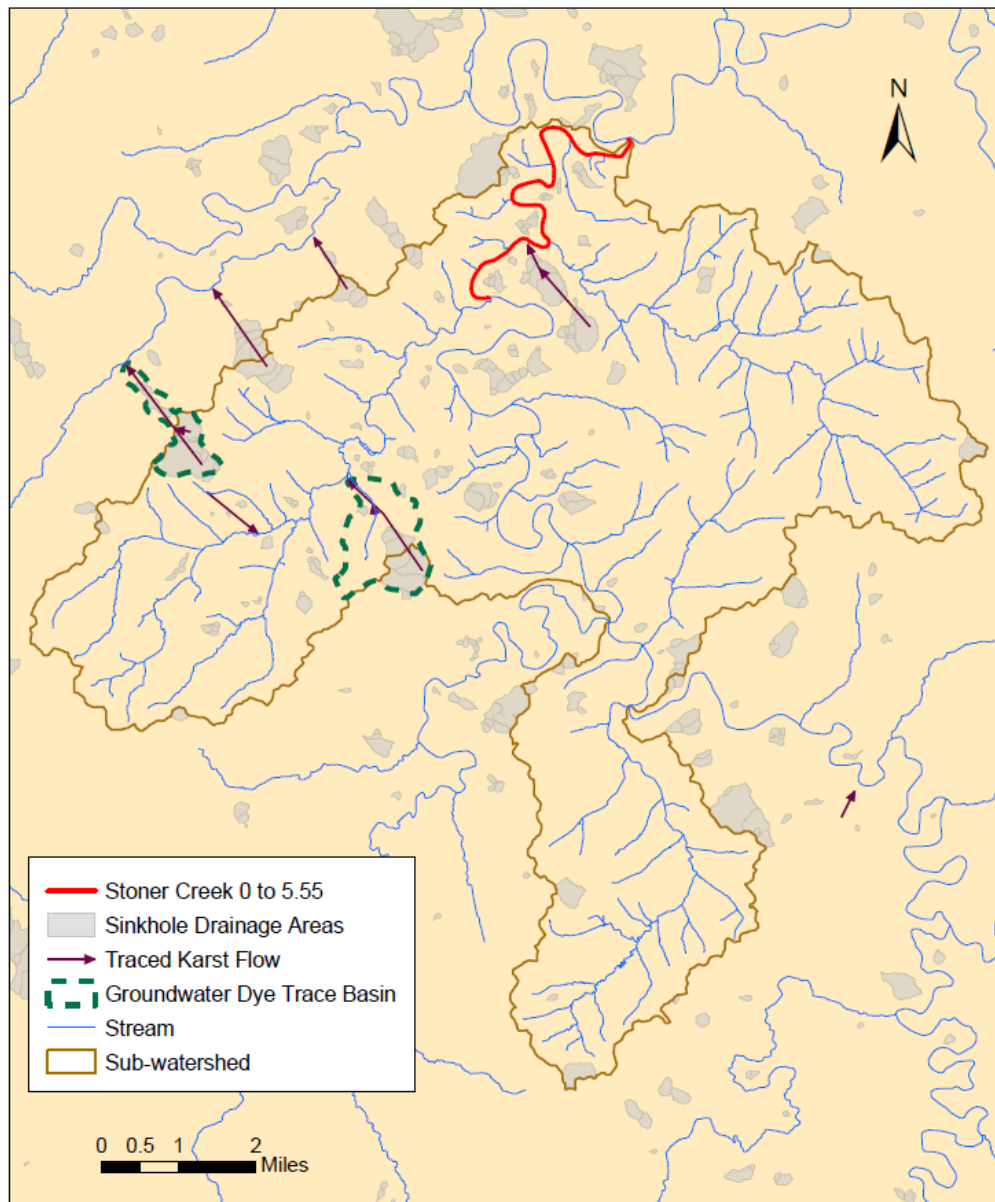 N
Stoner Creek 0 to 5.55
Sinkhole Drainage Areas
Traced Karst Flow
Groundwater Dye Trace Basin
Stream
Sub-watershed
0 0.5 1 2
Miles